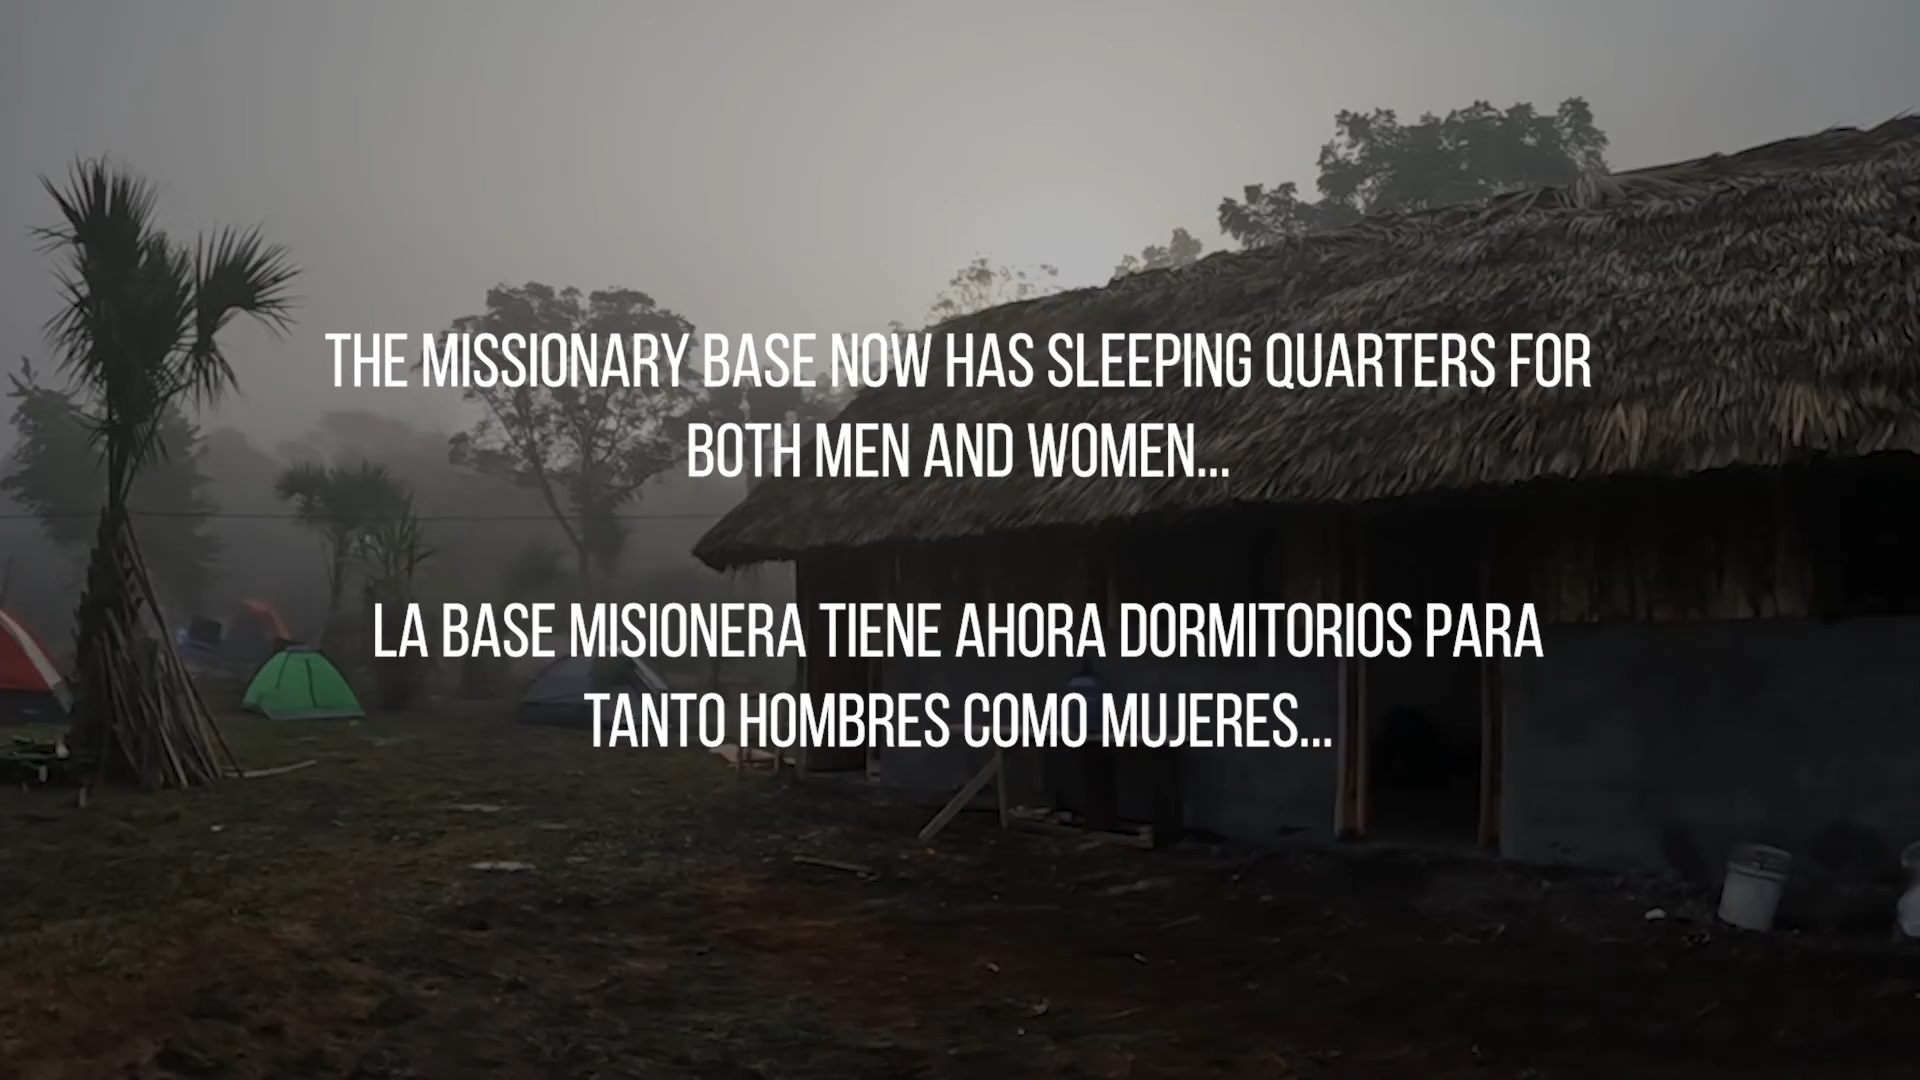 THE MISSIONARY BASE NOW HAS SLEEPING QUARTERS FOR
BOTH MEN AND WOMEN...
LA BASE MISIONERA TIENE AHORA DORMITORIOS PARA
TANTO HOMBRES COMO MUJERES...